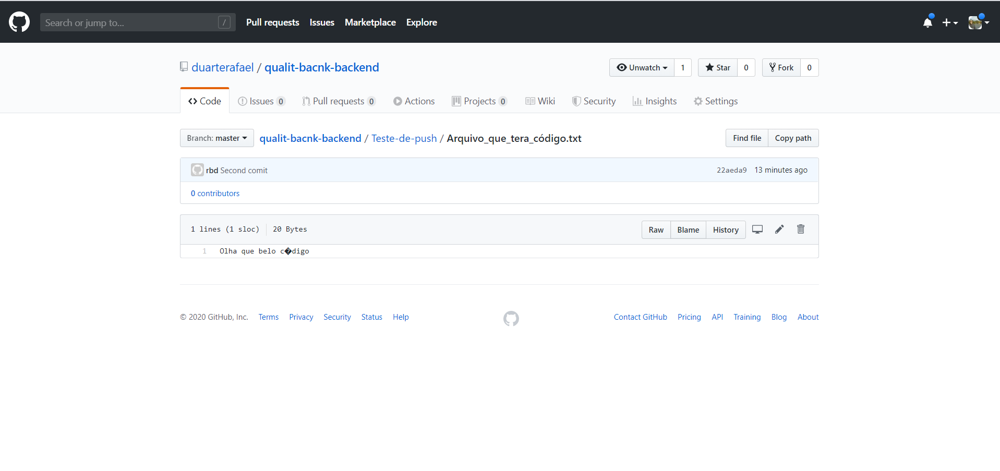 Search or jump to... /
Pull requests Issues Marketplace Explore
duarterafael / qualit-bacnk-backend
Unwatch 1 Star 0 Fork 0
Code Issues 0 Pull requests 0 Actions Projects 0 Wiki Security Insights Settings
Branch: master qualit-bacnk-backend / Teste-de-push / Arquivo_que_tera_código.txt Find file Copy path
rbd Second comit 22aeda9 13 minutes ago
0 contributors
1 lines (1 sloc) 20 Bytes Raw Blame History
1 Olha que belo c�digo
© 2020 GitHub, Inc. Terms Privacy Security Status Help Contact GitHub Pricing API Training Blog About